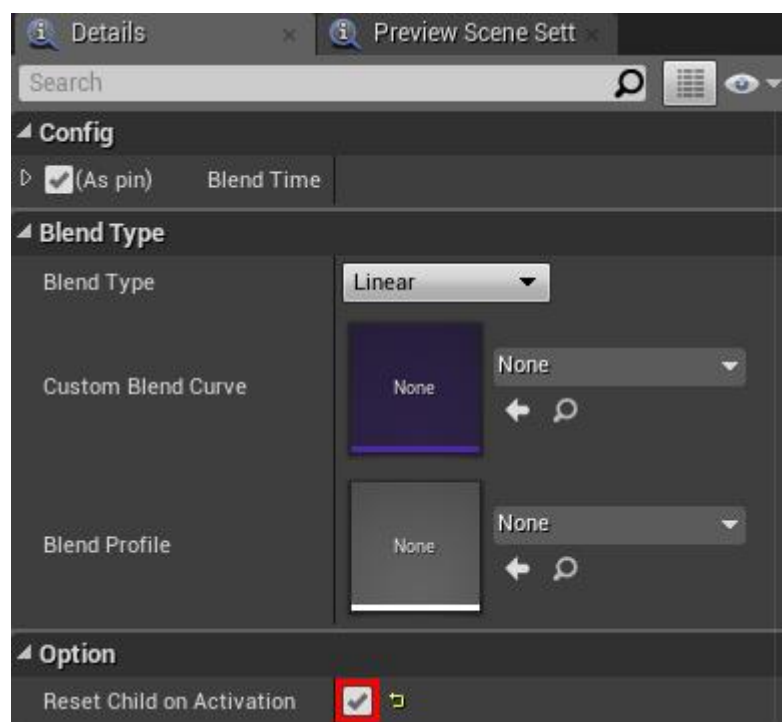 Details
Preview Scene Sett
Search
Config
(As pin) Blend Time
Blend Type
Blend Type Linear
Custom Blend Curve None None
Blend Profile None None
Option
Reset Child on Activation